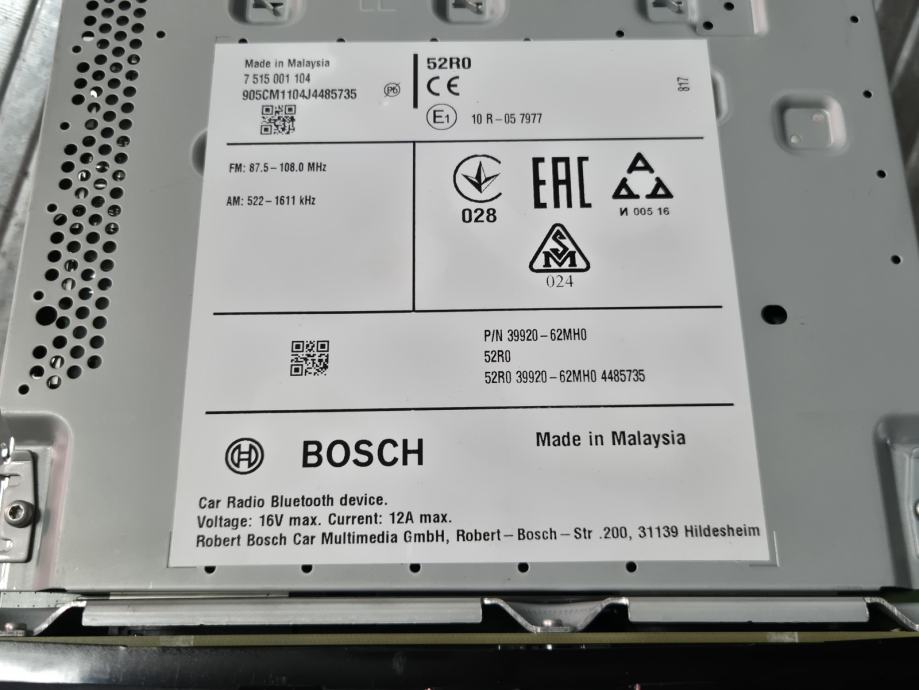 Made in Malaysia
7 515 001 104
905CM1104J4485735
P6
52R0
CE
E1 10 R-05 7977
817
FM: 87.5-108.0 MHz
AM: 522-1611 kHz
028
EAC
И 005 16
SM
024
P/N 39920-62MH0
52R0
52R0 39920-62MH0 4485735
BOSCH
Made in Malaysia
Car Radio Bluetooth device.
Voltage: 16V max. Current: 12A max.
Robert Bosch Car Multimedia GmbH, Robert-Bosch-Str .200, 31139 Hildesheim